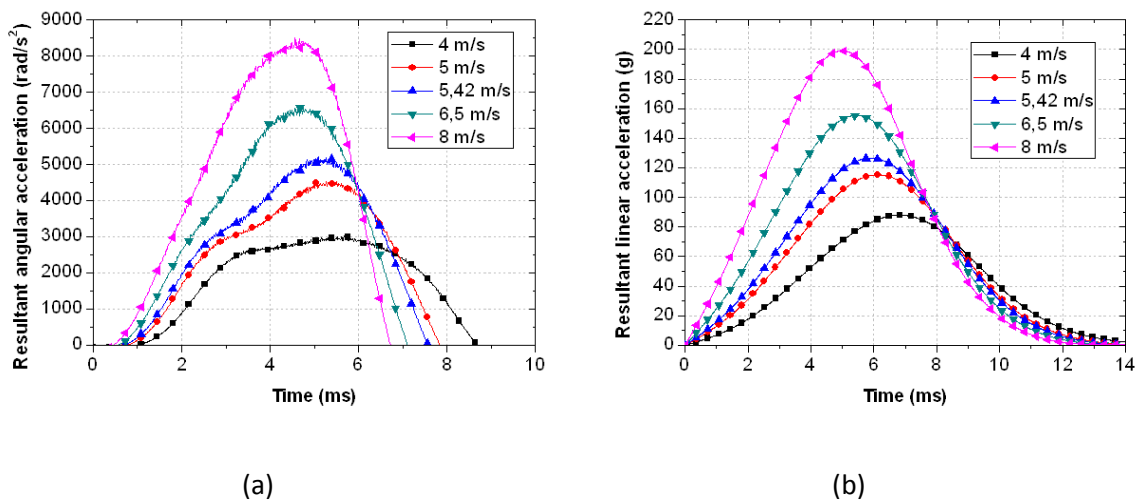 9000
8000
7000
6000
5000
4000
3000
2000
1000
0
Resultant angular acceleration (rad/s²)
4 m/s
5 m/s
5,42 m/s
6,5 m/s
8 m/s
0 2 4 6 8 10
Time (ms)
(a)
220
200
180
160
140
120
100
80
60
40
20
0
Resultant linear acceleration (g)
4 m/s
5 m/s
5,42 m/s
6,5 m/s
8 m/s
0 2 4 6 8 10 12 14
Time (ms)
(b)